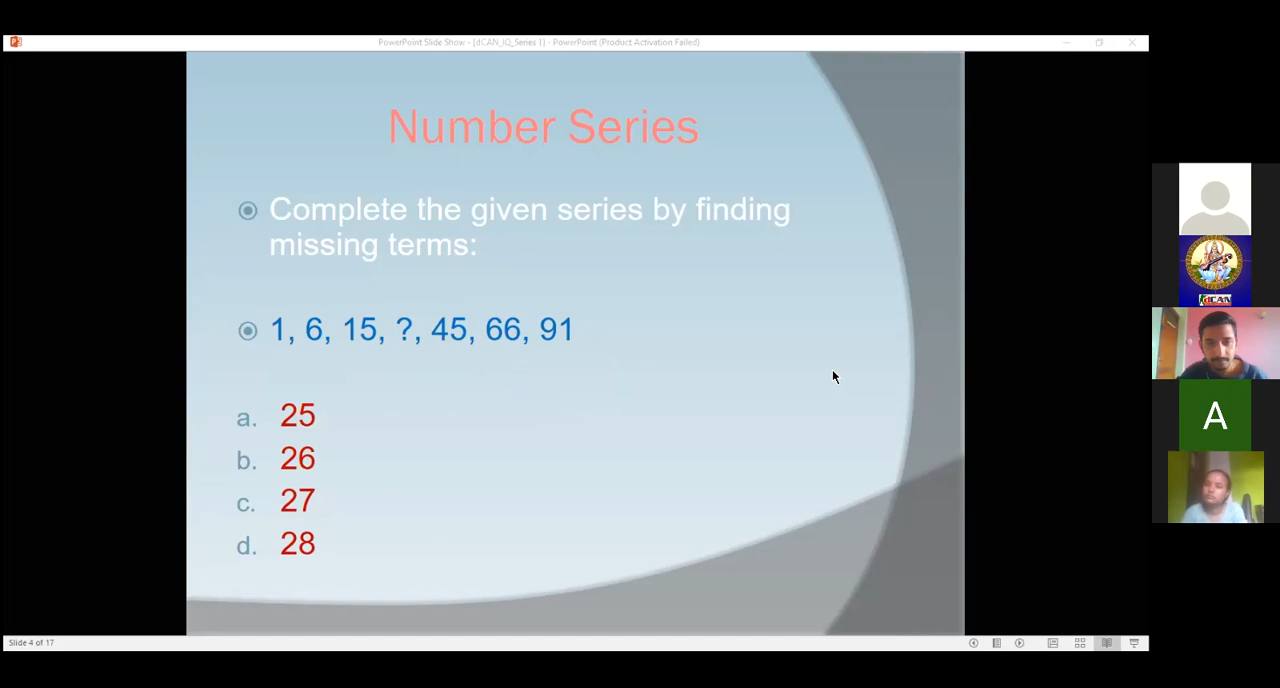 PowerPoint Slide Show - [dCAN_IQ_Series 1] - PowerPoint (Product Activation Failed)
Number Series
Complete the given series by finding
missing terms:
1, 6, 15, ?, 45, 66, 91
a. 25
b. 26
c. 27
d. 28
dCAN
A
Slide 4 of 17